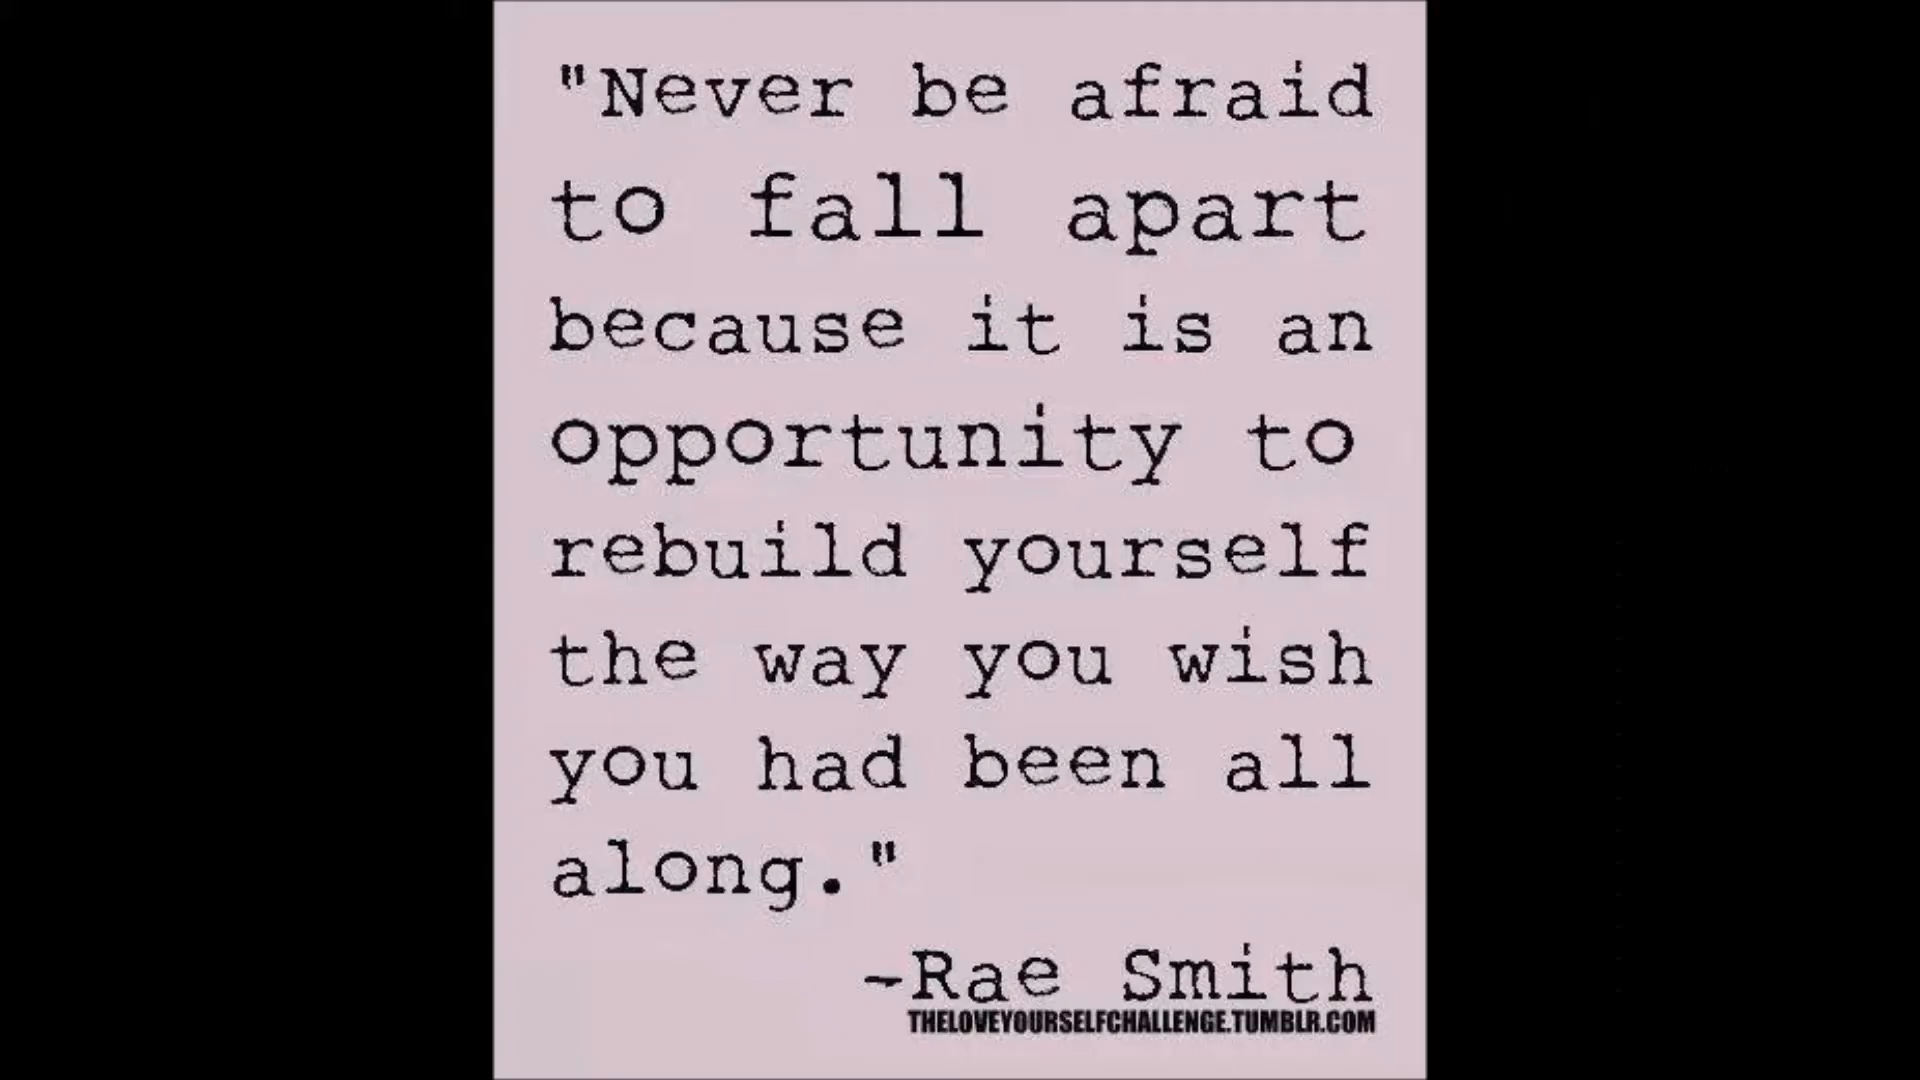 "Never be afraid
to fall apart
because it is an
opportunity to
rebuild yourself
the way you wish
you had been all
along."
-Rae Smith
THELOVEYOURSELFCHALLENGE.TUMBLR.COM